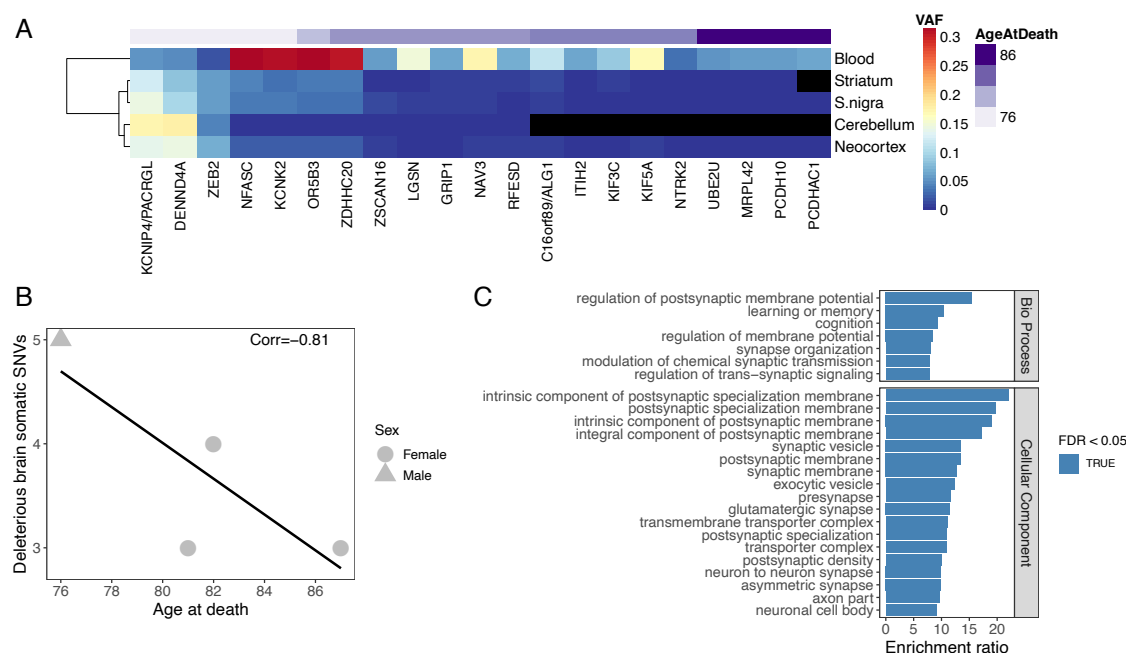 A
VAF
0.3
0.25
0.2
0.15
0.1
0.05
0
AgeAtDeath
86
76
Blood
Striatum
S.nigra
Cerebellum
Neocortex
KCNIP4/PACRGL
DENND4A
ZEB2
NFASC
KCNK2
OR5B3
ZDHHC20
ZSCAN16
LGSN
GRIP1
NAV3
RFESD
C16orf89/ALG1
ITIH2
KIF3C
KIF5A
NTRK2
UBE2U
MRPL42
PCDH10
PCDHAC1
B
Corr=−0.81
Deleterious brain somatic SNVs
5
4
3
76
78
80
82
84
86
Age at death
Sex
Female
Male
C
regulation of postsynaptic membrane potential
learning or memory
cognition
regulation of membrane potential
synapse organization
modulation of chemical synaptic transmission
regulation of trans−synaptic signaling
Bio Process
intrinsic component of postsynaptic specialization membrane
postsynaptic specialization membrane
intrinsic component of postsynaptic membrane
integral component of postsynaptic membrane
synaptic vesicle
postsynaptic membrane
synaptic membrane
exocytic vesicle
presynapse
glutamatergic synapse
transmembrane transporter complex
postsynaptic specialization
transporter complex
postsynaptic density
neuron to neuron synapse
asymmetric synapse
axon part
neuronal cell body
Cellular Component
0
5
10
15
20
Enrichment ratio
FDR < 0.05
TRUE